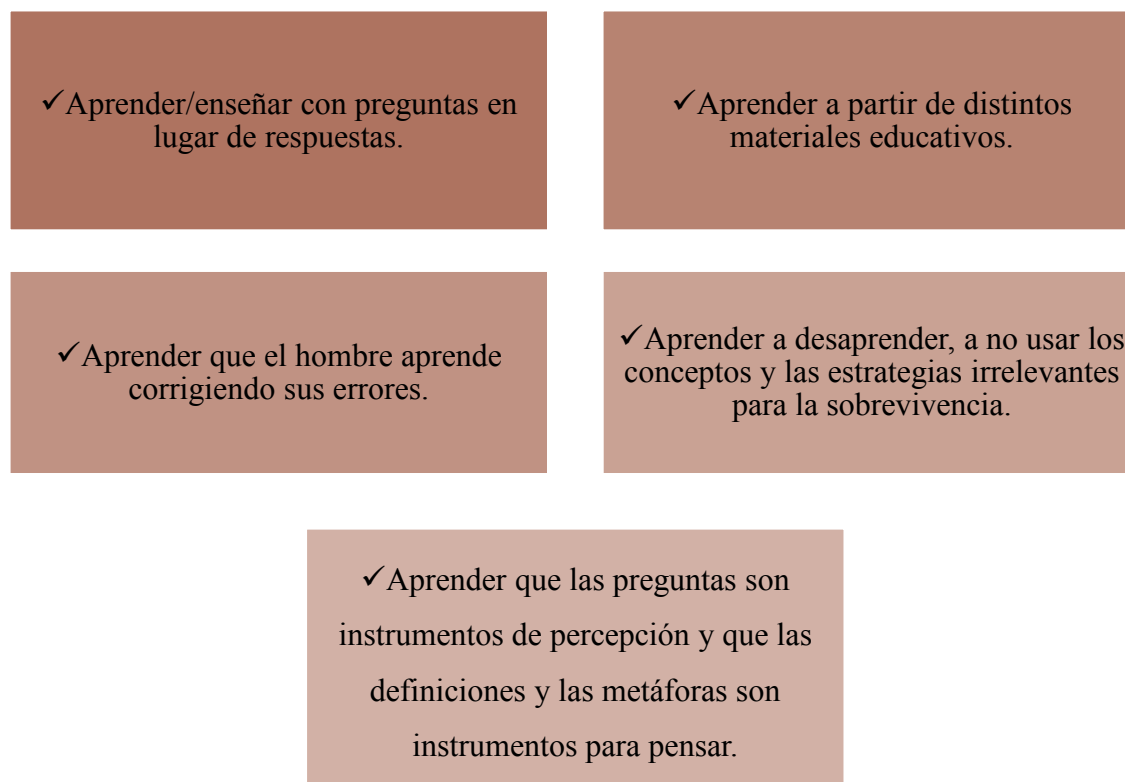 ✓Aprender/enseñar con preguntas en
lugar de respuestas.
✓Aprender a partir de distintos
materiales educativos.
✓Aprender que el hombre aprende
corrigiendo sus errores.
✓Aprender a desaprender, a no usar los
conceptos y las estrategias irrelevantes
para la sobrevivencia.
✓Aprender que las preguntas son
instrumentos de percepción y que las
definiciones y las metáforas son
instrumentos para pensar.